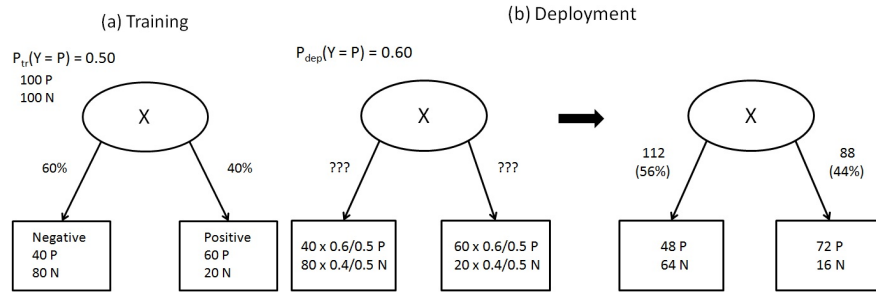 (a) Training
(b) Deployment
Ptr(Y = P) = 0.50
100 P
100 N
X
60%
40%
Negative
40 P
80 N
Positive
60 P
20 N
Pdep(Y = P) = 0.60
X
???
???
40 x 0.6/0.5 P
80 x 0.4/0.5 N
60 x 0.6/0.5 P
20 x 0.4/0.5 N
X
112
(56%)
88
(44%)
48 P
64 N
72 P
16 N